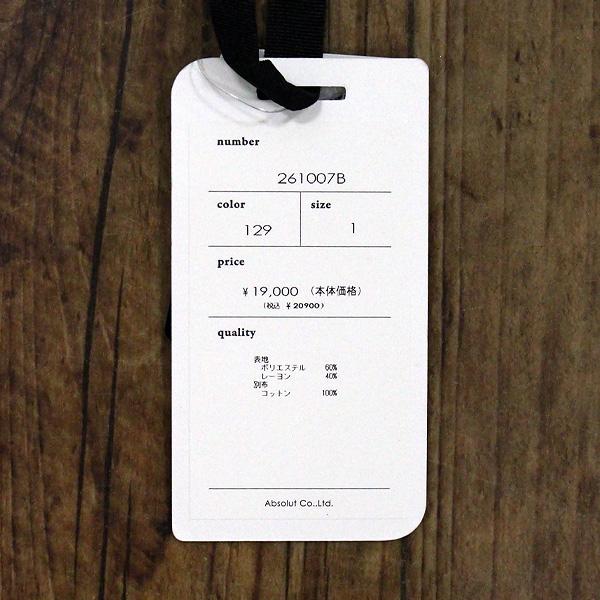 number
261007B
color size
129 1
price
¥ 19,000 (本体価格)
(税込 ¥ 20900)
quality
表地
ポリエステル 60%
レーヨン 40%
別布
コットン 100%
Absolut Co.,Ltd.